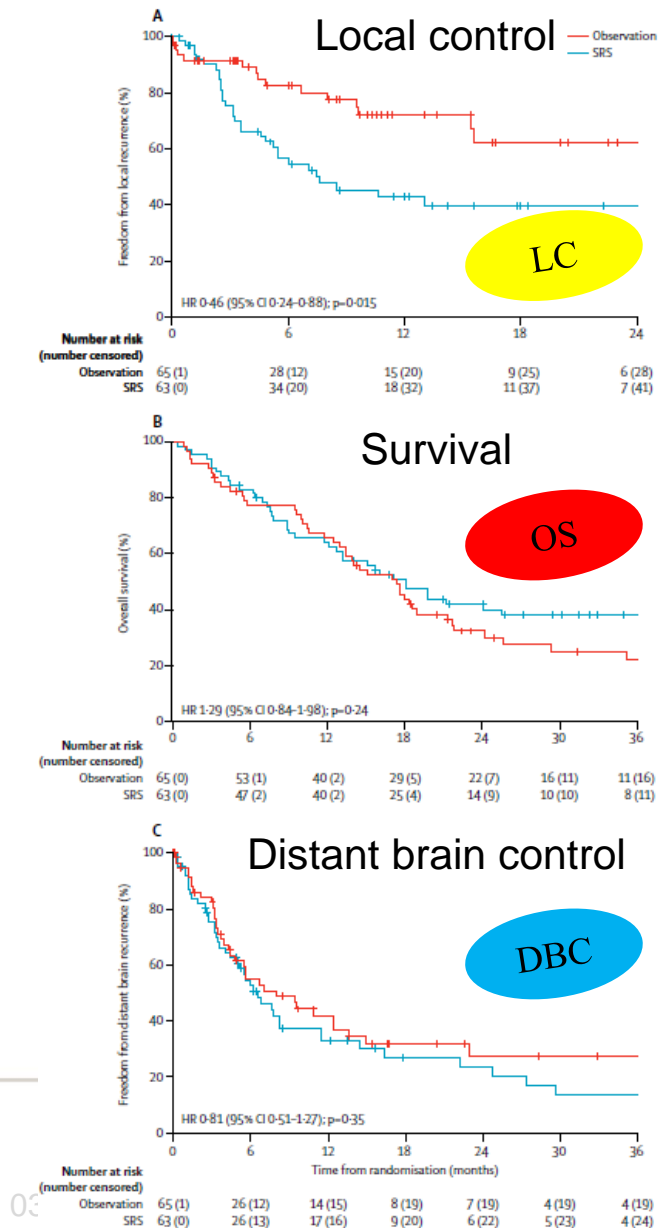 A
Local control
Observation
SRS
Freedom from local recurrence (%)
100
80
60
40
20
0
LC
HR 0·46 (95% CI 0·24–0·88); p=0·015
0 6 12 18 24
Number at risk
(number censored)
Observation 65 (1) 28 (12) 15 (20) 9 (25) 6 (28)
SRS 63 (0) 34 (20) 18 (32) 11 (37) 7 (41)
B
Survival
Overall survival (%)
100
80
60
40
20
0
OS
HR 1·29 (95% CI 0·84–1·98); p=0·24
0 6 12 18 24 30 36
Number at risk
(number censored)
Observation 65 (0) 53 (1) 40 (2) 29 (5) 22 (7) 16 (11) 11 (16)
SRS 63 (0) 47 (2) 40 (2) 25 (4) 14 (9) 10 (10) 8 (11)
C
Distant brain control
Freedom from distant brain recurrence (%)
100
80
60
40
20
0
DBC
HR 0·81 (95% CI 0·51–1·27); p=0·35
0 6 12 18 24 30 36
Time from randomisation (months)
Number at risk
(number censored)
Observation 65 (1) 26 (12) 14 (15) 8 (19) 7 (19) 4 (19) 4 (19)
SRS 63 (0) 26 (13) 17 (16) 9 (20) 6 (22) 5 (23) 4 (24)